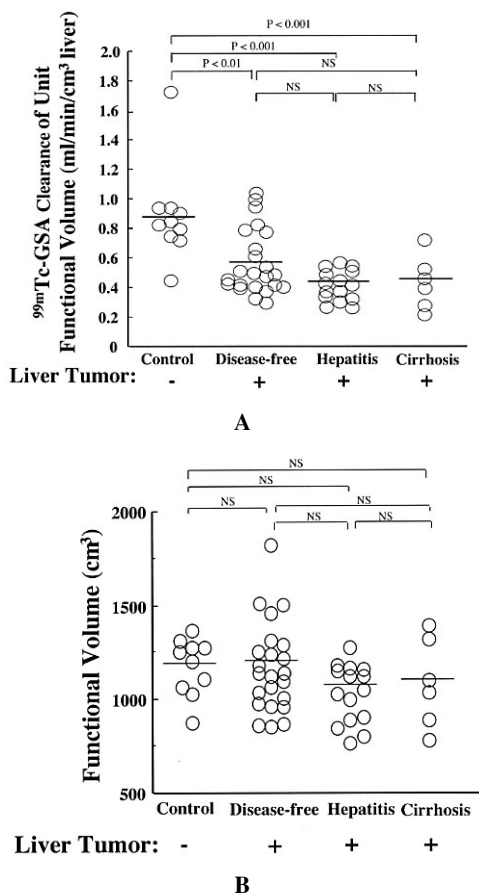 P < 0.001
P < 0.001
P < 0.01
NS
NS
NS
99mTc-GSA Clearance of Unit
Functional Volume (ml/min/cm³ liver)
2.0
1.8
1.6
1.4
1.2
1.0
0.8
0.6
0.4
0.2
0
Control Disease-free Hepatitis Cirrhosis
Liver Tumor: - + + +
A
NS
NS
NS
NS
NS
NS
Functional Volume (cm³)
2000
1500
1000
500
Control Disease-free Hepatitis Cirrhosis
Liver Tumor: - + + +
B